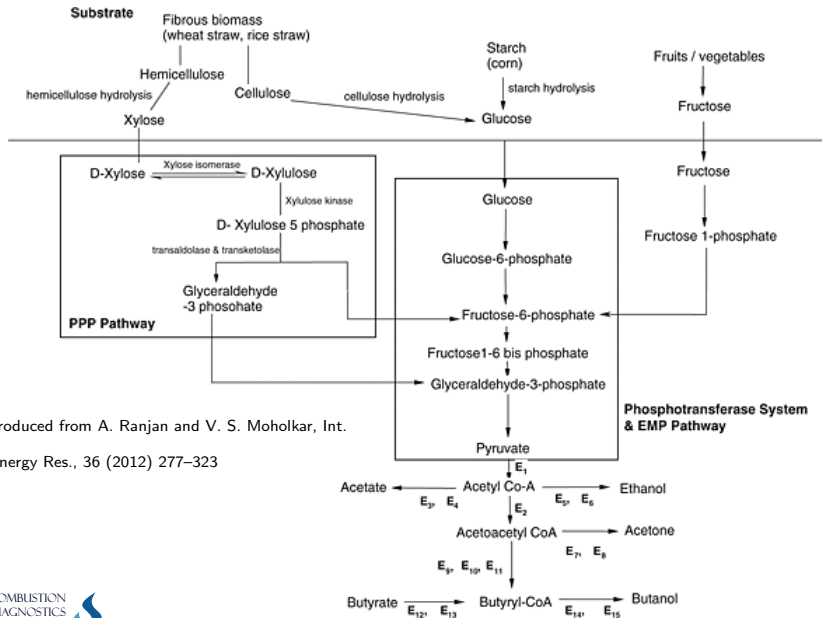 Substrate
Fibrous biomass
(wheat straw, rice straw)
Starch
(corn)
Fruits / vegetables
Hemicellulose
hemicellulose hydrolysis
Cellulose
cellulose hydrolysis
starch hydrolysis
Xylose
Glucose
Fructose
D-Xylose
Xylose isomerase
D-Xylulose
Xylulose kinase
D- Xylulose 5 phosphate
transaldolase & transketolase
Glyceraldehyde
-3 phosohate
PPP Pathway
Glucose
Glucose-6-phosphate
Fructose-6-phosphate
Fructose1-6 bis phosphate
Glyceraldehyde-3-phosphate
Pyruvate
Fructose
Fructose 1-phosphate
Phosphotransferase System
& EMP Pathway
roduced from A. Ranjan and V. S. Moholkar, Int.
nergy Res., 36 (2012) 277–323
E₁
Acetate
E₃, E₄
Acetyl Co-A
E₅, E₆
Ethanol
E₂
Acetoacetyl CoA
E₇, E₈
Acetone
E₉, E₁₀, E₁₁
Butyrate
E₁₂, E₁₃
Butyryl-CoA
E₁₄, E₁₅
Butanol
OMBUSTION
IAGNOSTICS